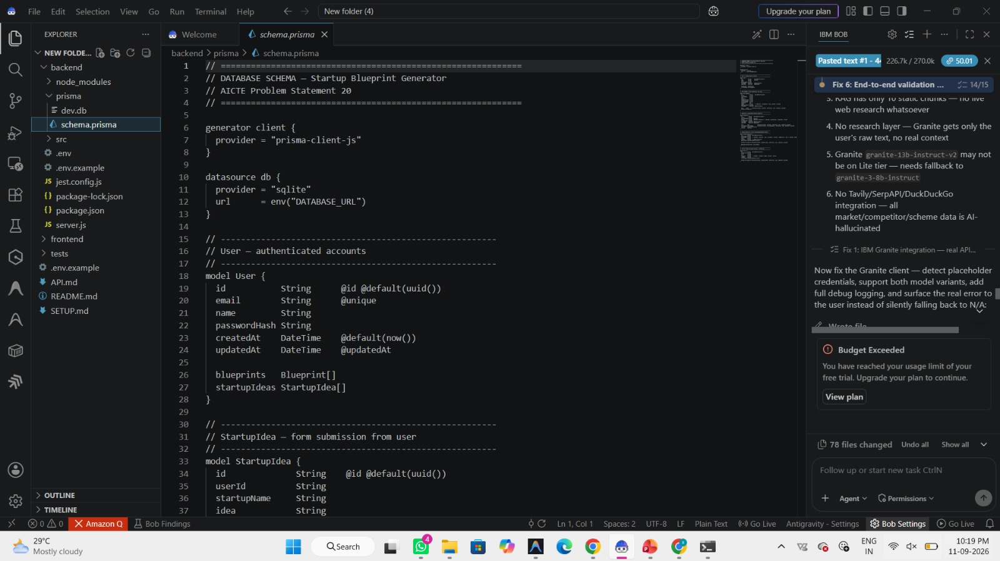 File Edit Selection View Go Run Terminal Help
New folder (4)
Upgrade your plan
EXPLORER
NEW FOLDE...
backend
node_modules
prisma
dev.db
schema.prisma
src
.env
.env.example
JS jest.config.js
{} package-lock.json
{} package.json
JS server.js
frontend
tests
.env.example
API.md
README.md
SETUP.md
OUTLINE
TIMELINE
Welcome
schema.prisma
backend > prisma > schema.prisma
1 // ============================================================
2 // DATABASE SCHEMA — Startup Blueprint Generator
3 // AICTE Problem Statement 20
4 // ============================================================
5
6 generator client {
7 provider = "prisma-client-js"
8 }
9
10 datasource db {
11 provider = "sqlite"
12 url = env("DATABASE_URL")
13 }
14
15 // -------------------------------------------------------
16 // User — authenticated accounts
17 // -------------------------------------------------------
18 model User {
19 id String @id @default(uuid())
20 email String @unique
21 name String
22 passwordHash String
23 createdAt DateTime @default(now())
24 updatedAt DateTime @updatedAt
25
26 blueprints Blueprint[]
27 startupIdeas StartupIdea[]
28 }
29
30 // -------------------------------------------------------
31 // StartupIdea — form submission from user
32 // -------------------------------------------------------
33 model StartupIdea {
34 id String @id @default(uuid())
35 userId String
36 startupName String
37 idea String
IBM BOB
Pasted text #1 - 4 226.7k / 270.0k 50.01
Fix 6: End-to-end validation ... 14/15
3. RAG has only 10 static chunks — no live
web research whatsoever
4. No research layer — Granite gets only the
user's raw text, no real context
5. Granite granite-13b-instruct-v2 may not
be on Lite tier — needs fallback to
granite-3-8b-instruct
6. No Tavily/SerpAPI/DuckDuckGo
integration — all
market/competitor/scheme data is AI-
hallucinated
Fix 1: IBM Granite integration — real API...
Now fix the Granite client — detect placeholder
credentials, support both model variants, add
full debug logging, and surface the real error to
the user instead of silently falling back to N/A:
Wrote file
Budget Exceeded
You have reached your usage limit of your
free trial. Upgrade your plan to continue.
View plan
78 files changed Undo all Show all
Follow up or start new task CtrlN
Agent Permissions
0 0 Amazon Q Bob Findings
Ln 1, Col 1 Spaces: 2 UTF-8 LF Plain Text Go Live Antigravity - Settings Bob Settings Go Live
29°C
Mostly cloudy
Search
4
ENG
IN
10:19 PM
11-09-2026